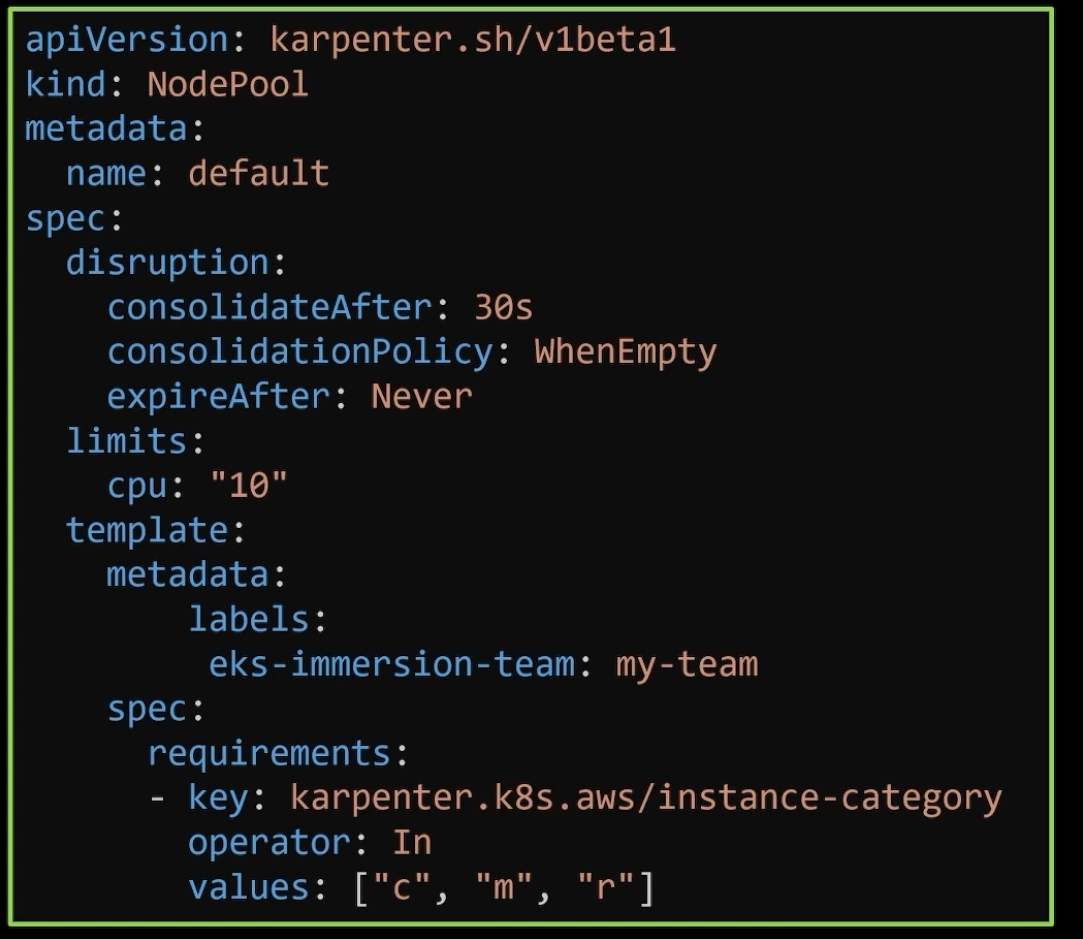 apiVersion: karpenter.sh/v1beta1
kind: NodePool
metadata:
  name: default
spec:
  disruption:
    consolidateAfter: 30s
    consolidationPolicy: WhenEmpty
    expireAfter: Never
  limits:
    cpu: "10"
  template:
    metadata:
        labels:
         eks-immersion-team: my-team
    spec:
      requirements:
      - key: karpenter.k8s.aws/instance-category
        operator: In
        values: ["c", "m", "r"]